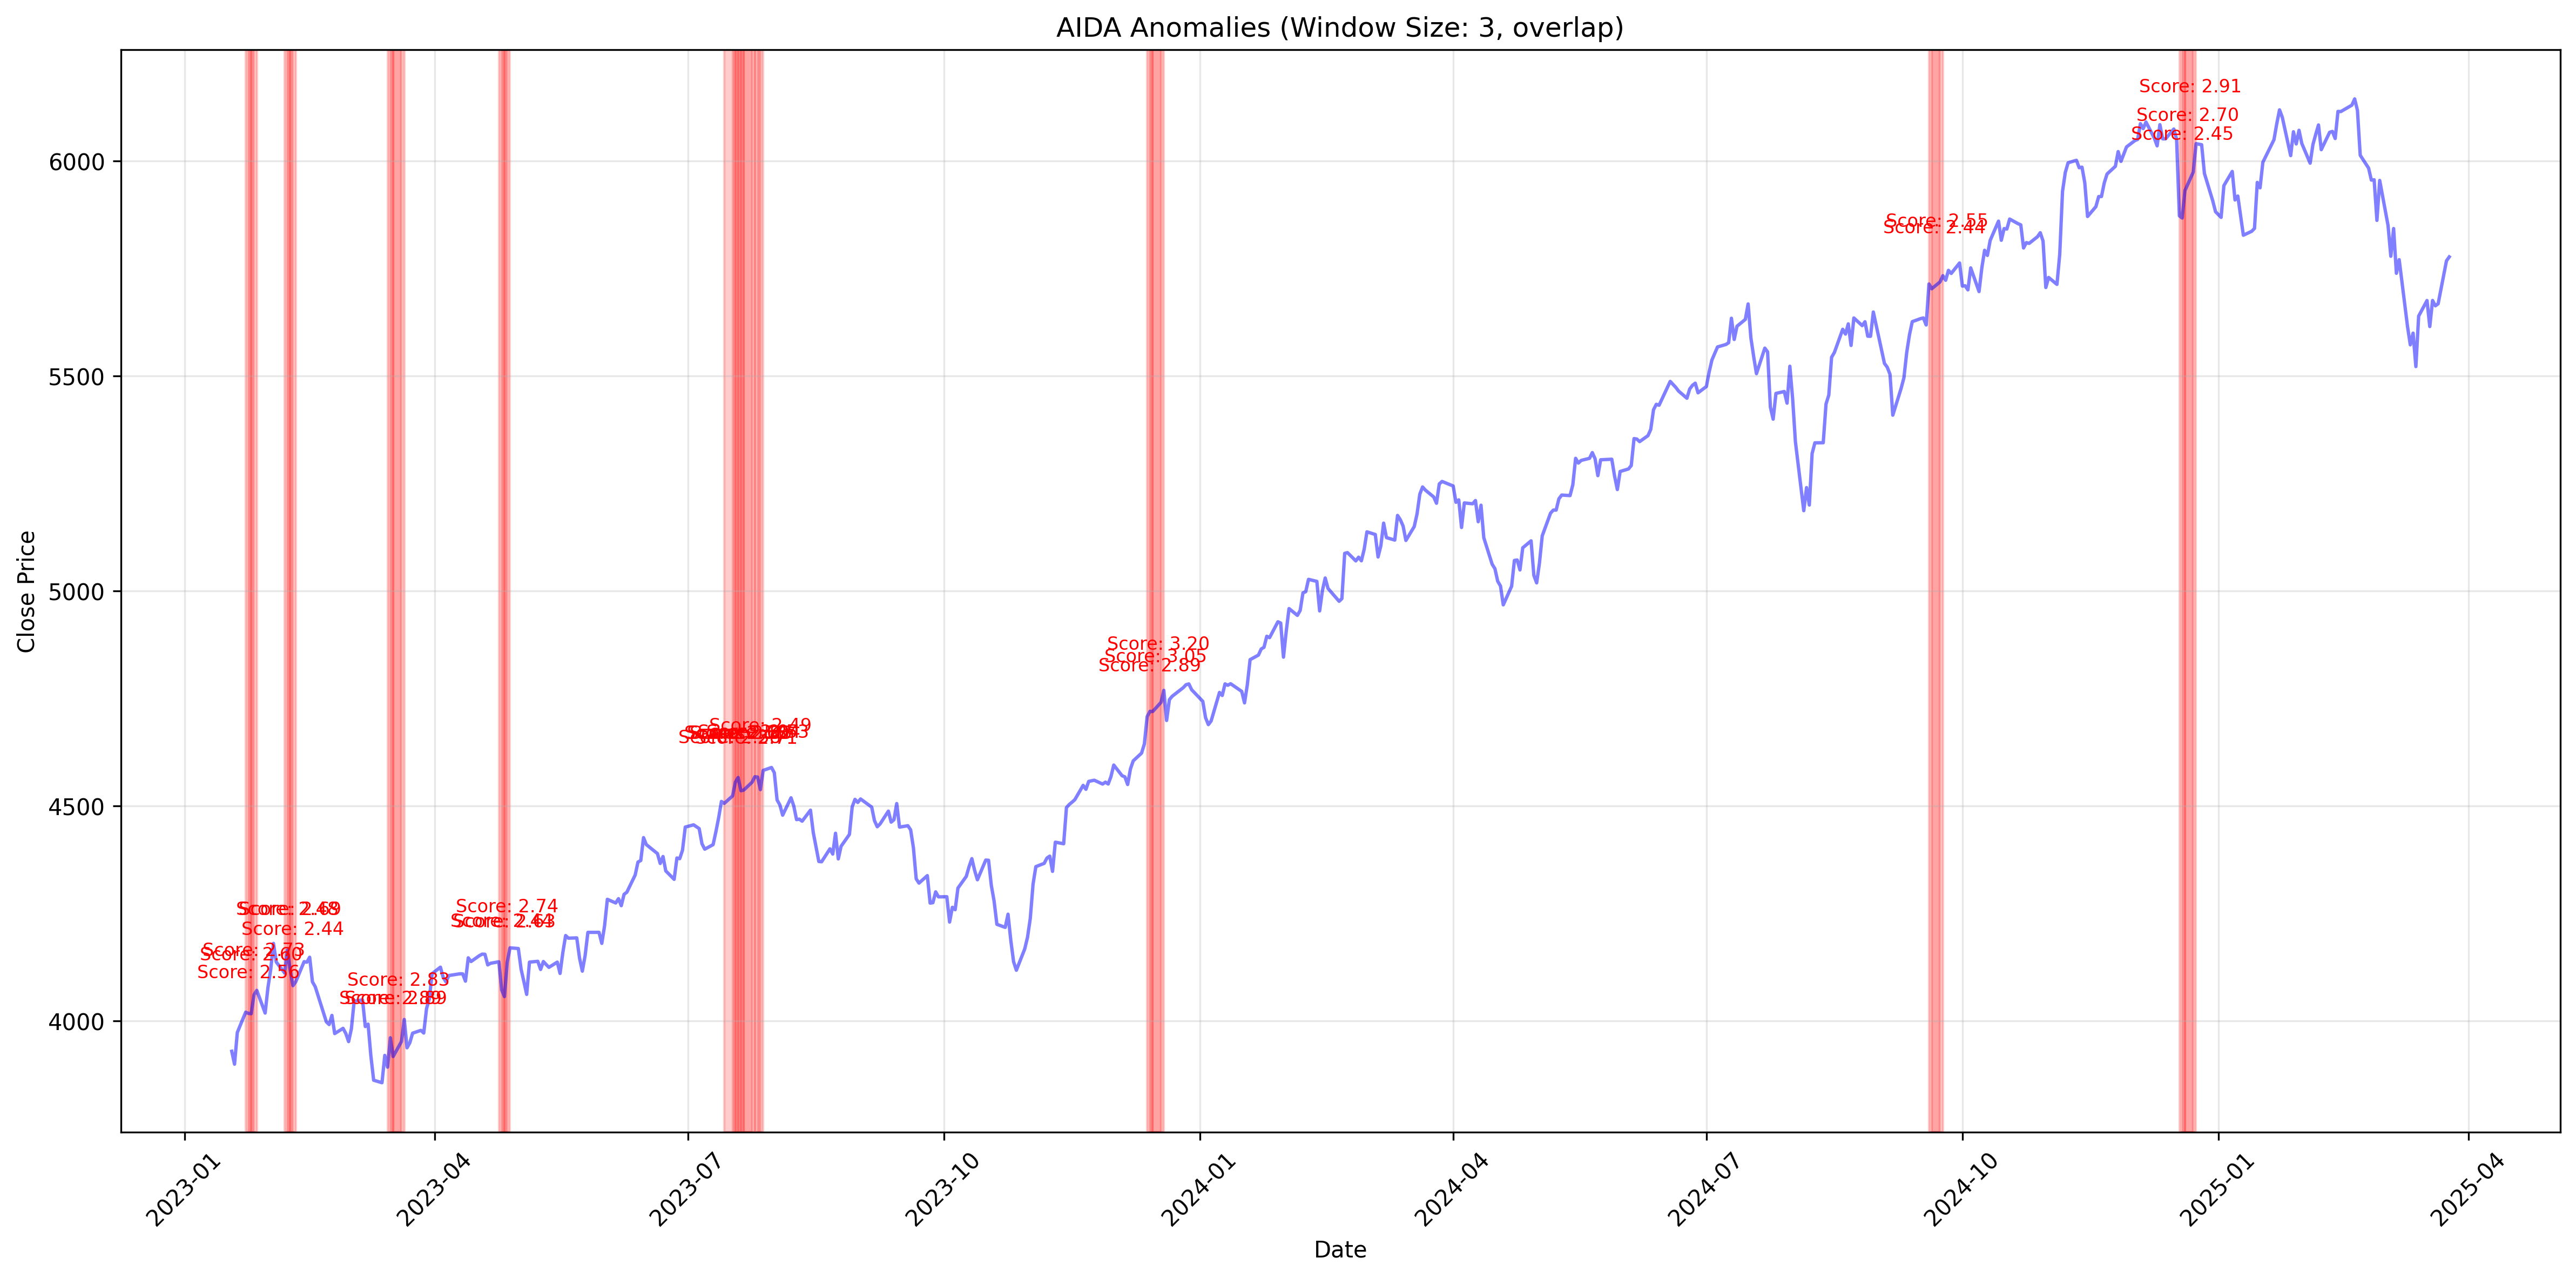 AIDA Anomalies (Window Size: 3, overlap)
Close Price
6000
5500
5000
4500
4000
Score: 2.91
Score: 2.70
Score: 2.45
Score: 2.55
Score: 2.44
Score: 3.20
Score: 3.05
Score: 2.89
Score: 2.49
Score: 2.44
Score: 2.73
Score: 2.60
Score: 2.56
Score: 2.74
Score: 2.83
2023-01
2023-04
2023-07
2023-10
2024-01
2024-04
2024-07
2024-10
2025-01
2025-04
Date